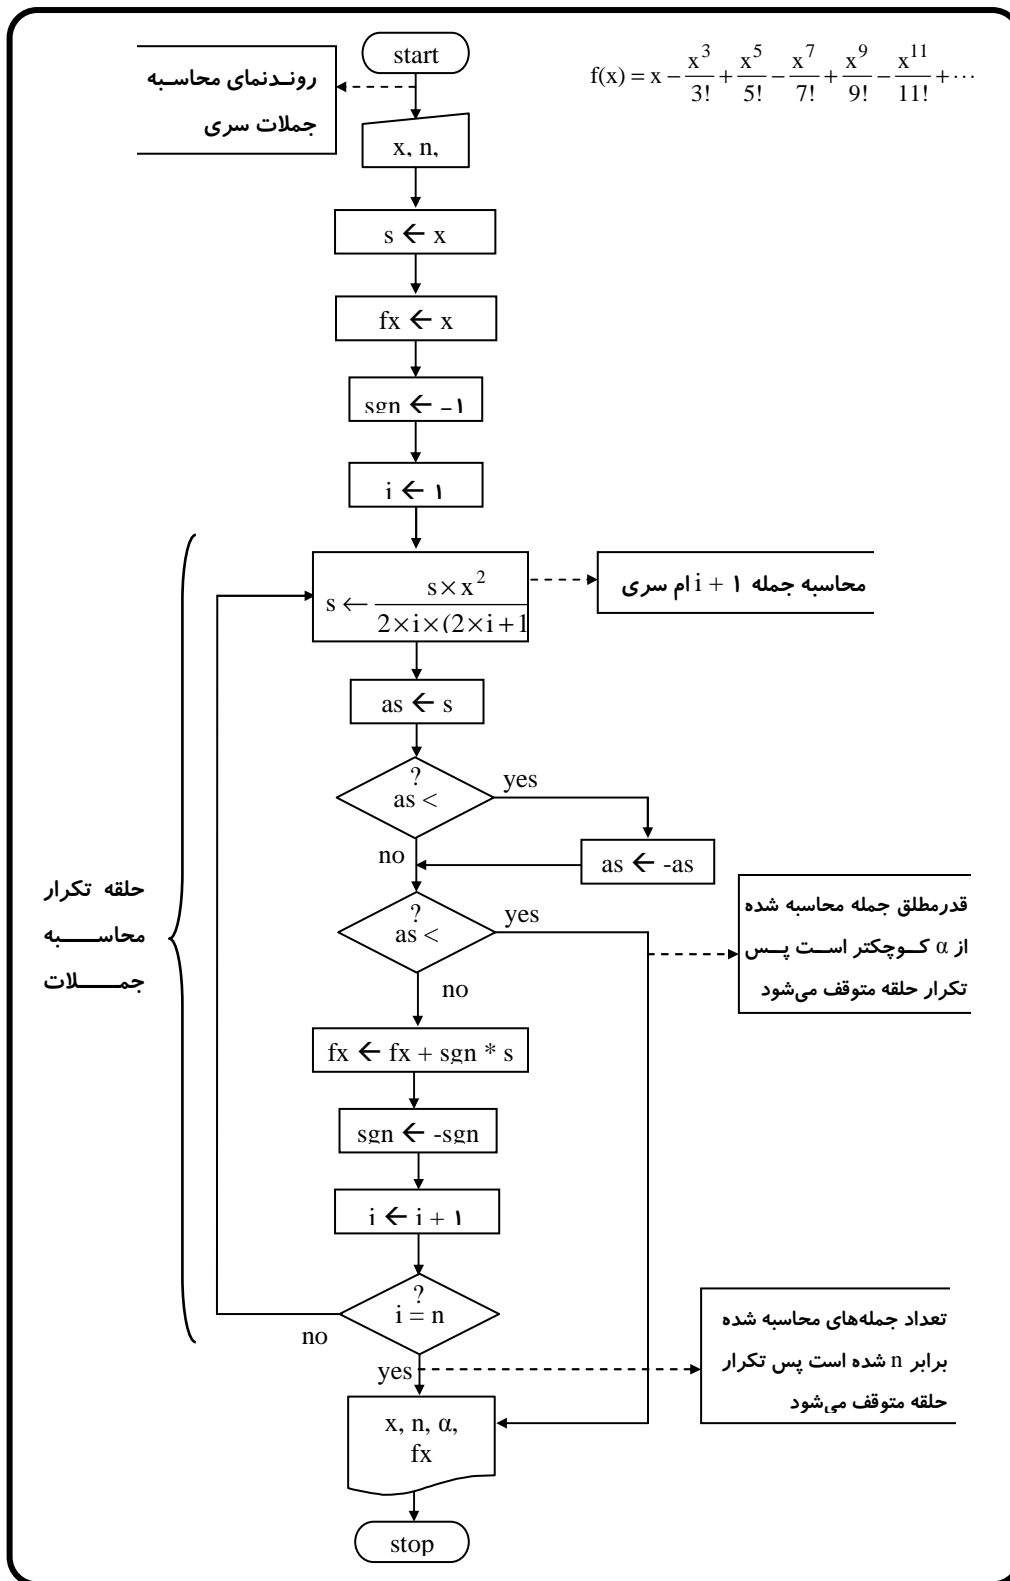 start
f(x) = x − x^3/3! + x^5/5! − x^7/7! + x^9/9! − x^11/11! + ⋯
روندنمای محاسبه
جملات سری
x, n,
s ← x
fx ← x
sgn ← −۱
i ← ۱
s ← s×x^2 / 2×i×(2×i+1
محاسبه جمله i + ۱ ام سری
as ← s
?
as <
yes
no
as ← -as
?
as <
yes
no
قدرمطلق جمله محاسبه شده
از α کوچکتر است پس
تکرار حلقه متوقف می‌شود
حلقه تکرار
محاسبه
جملات
fx ← fx + sgn * s
sgn ← -sgn
i ← i + ۱
?
i = n
no
yes
تعداد جمله‌های محاسبه شده
برابر n شده است پس تکرار
حلقه متوقف می‌شود
x, n, α,
fx
stop